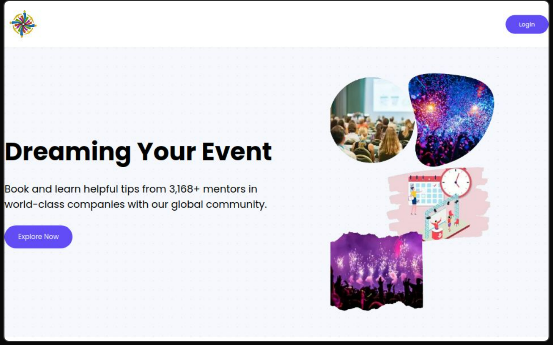 Login
Dreaming Your Event
Book and learn helpful tips from 3,168+ mentors in
world-class companies with our global community.
Explore Now